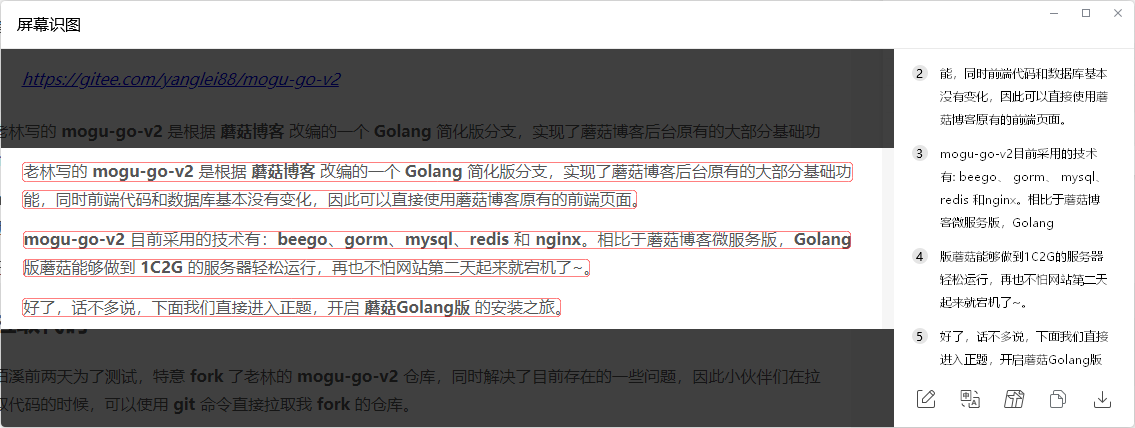 屏幕识图
https://gitee.com/yanglei88/mogu-go-v2
老林写的 mogu-go-v2 是根据 蘑菇博客 改编的一个 Golang 简化版分支，实现了蘑菇博客后台原有的大部分基础功
老林写的 mogu-go-v2 是根据 蘑菇博客 改编的一个 Golang 简化版分支，实现了蘑菇博客后台原有的大部分基础功
能，同时前端代码和数据库基本没有变化，因此可以直接使用蘑菇博客原有的前端页面。
mogu-go-v2 目前采用的技术有：beego、gorm、mysql、redis 和 nginx。相比于蘑菇博客微服务版，Golang
版蘑菇能够做到 1C2G 的服务器轻松运行，再也不怕网站第二天起来就宕机了~。
好了，话不多说，下面我们直接进入正题，开启 蘑菇Golang版 的安装之旅。
陌溪前两天为了测试，特意 fork 了老林的 mogu-go-v2 仓库，同时解决了目前存在的一些问题，因此小伙伴们在拉
取代码的时候，可以使用 git 命令直接拉取我 fork 的仓库。
2 能，同时前端代码和数据库基本
没有变化，因此可以直接使用蘑
菇博客原有的前端页面。
3 mogu-go-v2目前采用的技术
有: beego、 gorm、 mysql、
redis 和nginx。相比于蘑菇博
客微服务版，Golang
4 版蘑菇能够做到1C2G的服务器
轻松运行，再也不怕网站第二天
起来就宕机了~。
5 好了，话不多说，下面我们直接
进入正题，开启蘑菇Golang版